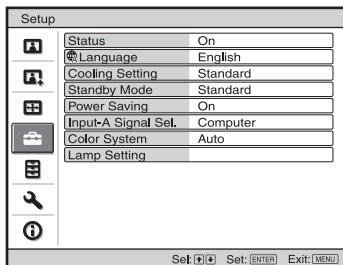 Setup
Status On
Language English
Cooling Setting Standard
Standby Mode Standard
Power Saving On
Input-A Signal Sel. Computer
Color System Auto
Lamp Setting
Sel: Set: ENTER Exit: MENU